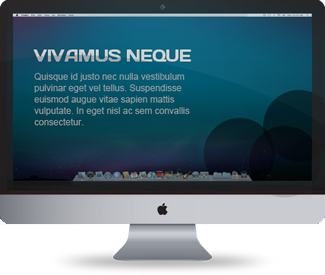 VIVAMUS NEQUE
Quisque id justo nec nulla vestibulum
pulvinar eget vel tellus. Suspendisse
euismod augue vitae sapien mattis
vulputate. In eget nisl ac sem convallis
consectetur.